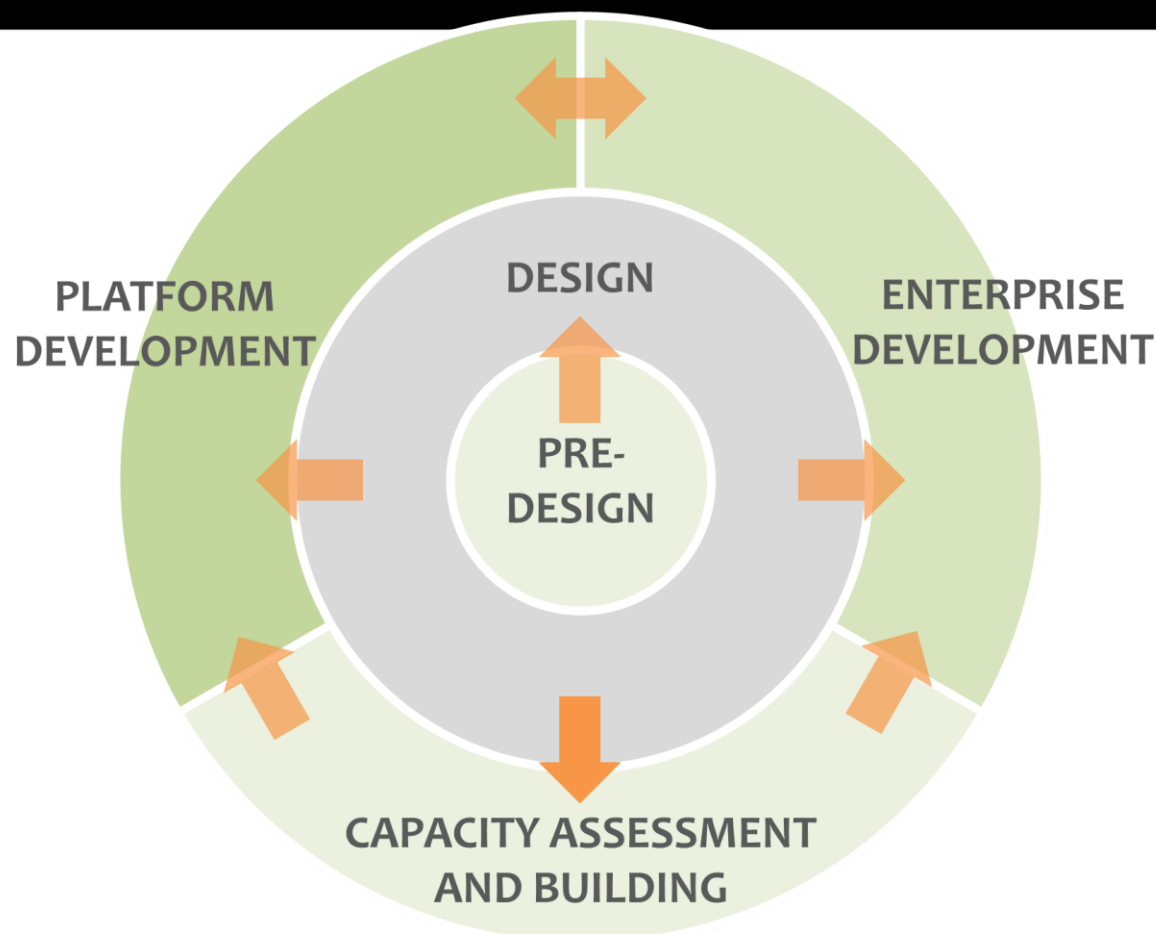 DESIGN
PLATFORM
DEVELOPMENT
ENTERPRISE
DEVELOPMENT
PRE-
DESIGN
CAPACITY ASSESSMENT
AND BUILDING